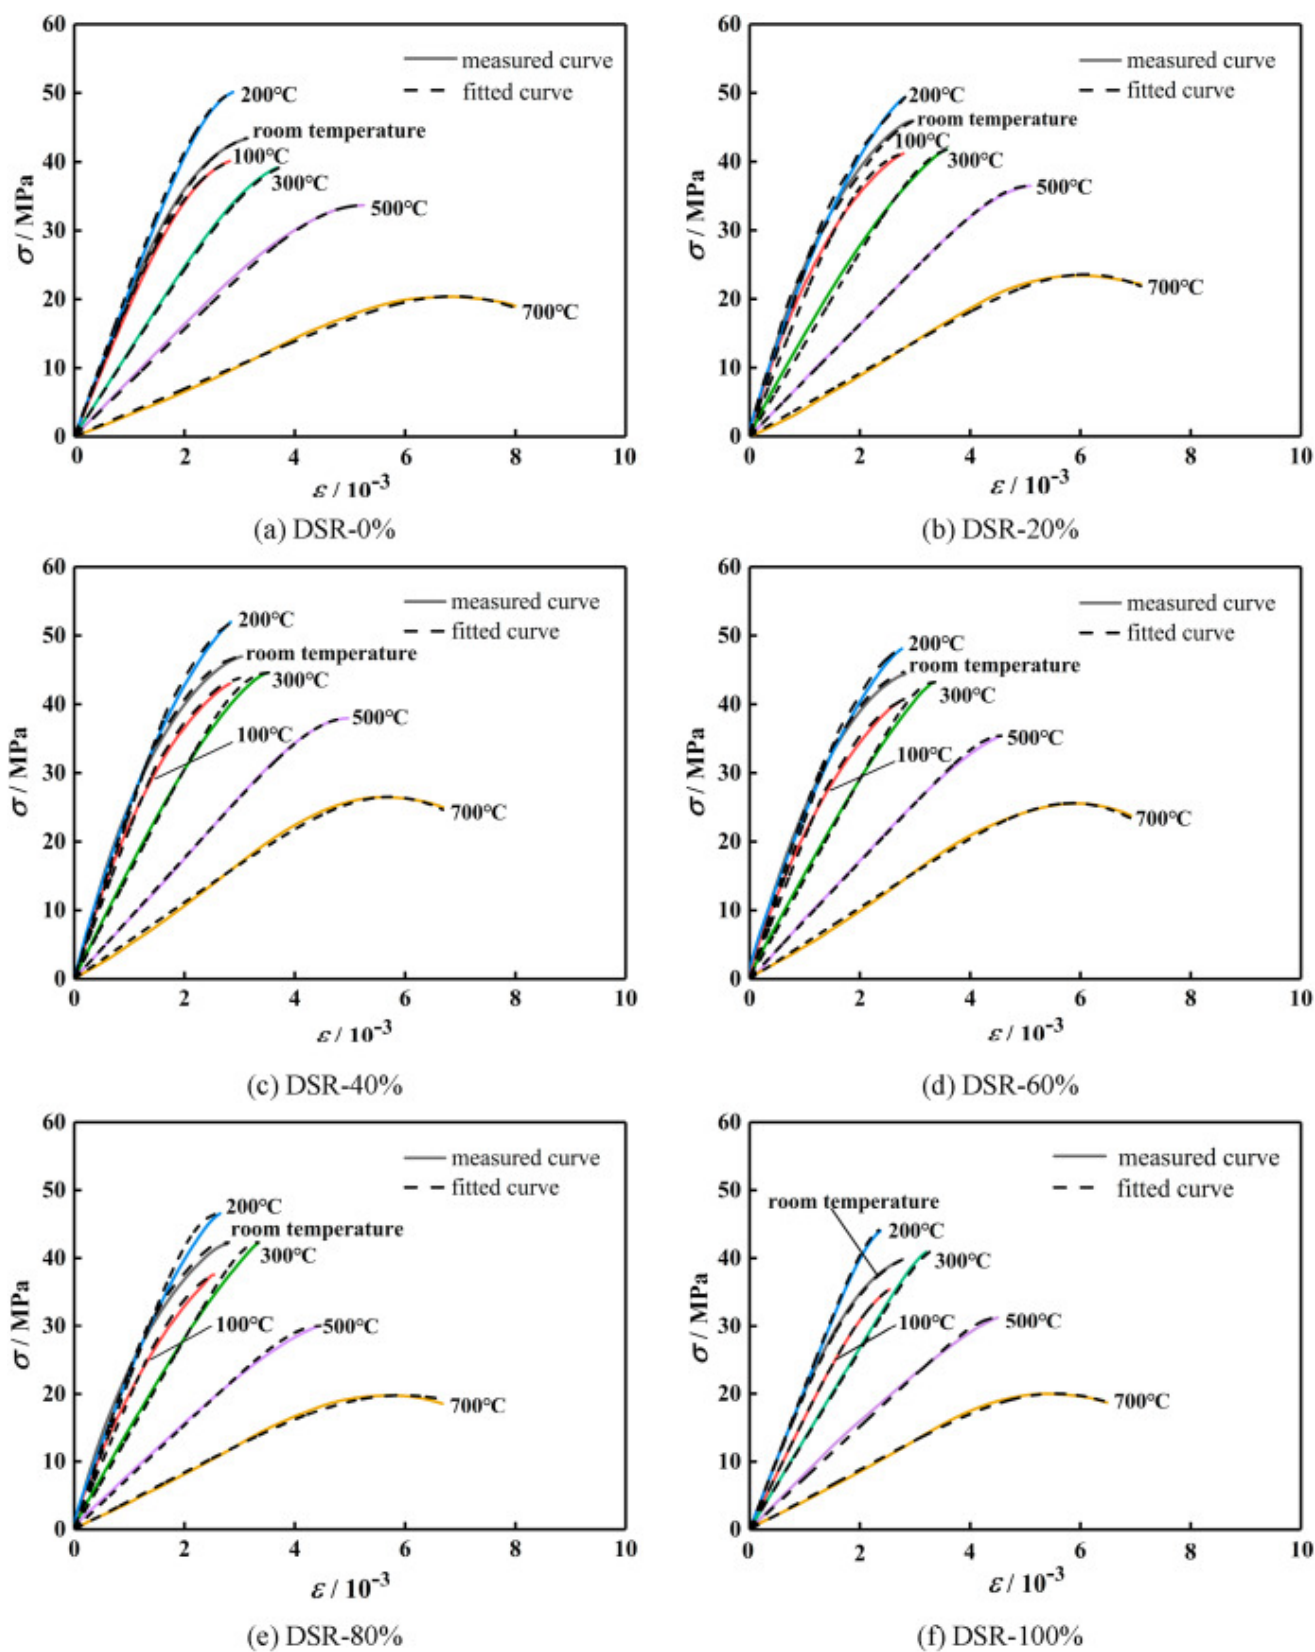 60
50
40
30
20
10
0
σ / MPa
measured curve
fitted curve
200°C
room temperature
100°C
300°C
500°C
700°C
0 2 4 6 8 10
ε / 10⁻³
(a) DSR-0%
60
50
40
30
20
10
0
σ / MPa
measured curve
fitted curve
200°C
room temperature
100°C
300°C
500°C
700°C
0 2 4 6 8 10
ε / 10⁻³
(b) DSR-20%
60
50
40
30
20
10
0
σ / MPa
measured curve
fitted curve
200°C
room temperature
300°C
100°C
500°C
700°C
0 2 4 6 8 10
ε / 10⁻³
(c) DSR-40%
60
50
40
30
20
10
0
σ / MPa
measured curve
fitted curve
200°C
room temperature
300°C
500°C
100°C
700°C
0 2 4 6 8 10
ε / 10⁻³
(d) DSR-60%
60
50
40
30
20
10
0
σ / MPa
measured curve
fitted curve
200°C
room temperature
300°C
100°C
500°C
700°C
0 2 4 6 8 10
ε / 10⁻³
(e) DSR-80%
60
50
40
30
20
10
0
σ / MPa
measured curve
fitted curve
room temperature
200°C
300°C
100°C
500°C
700°C
0 2 4 6 8 10
ε / 10⁻³
(f) DSR-100%